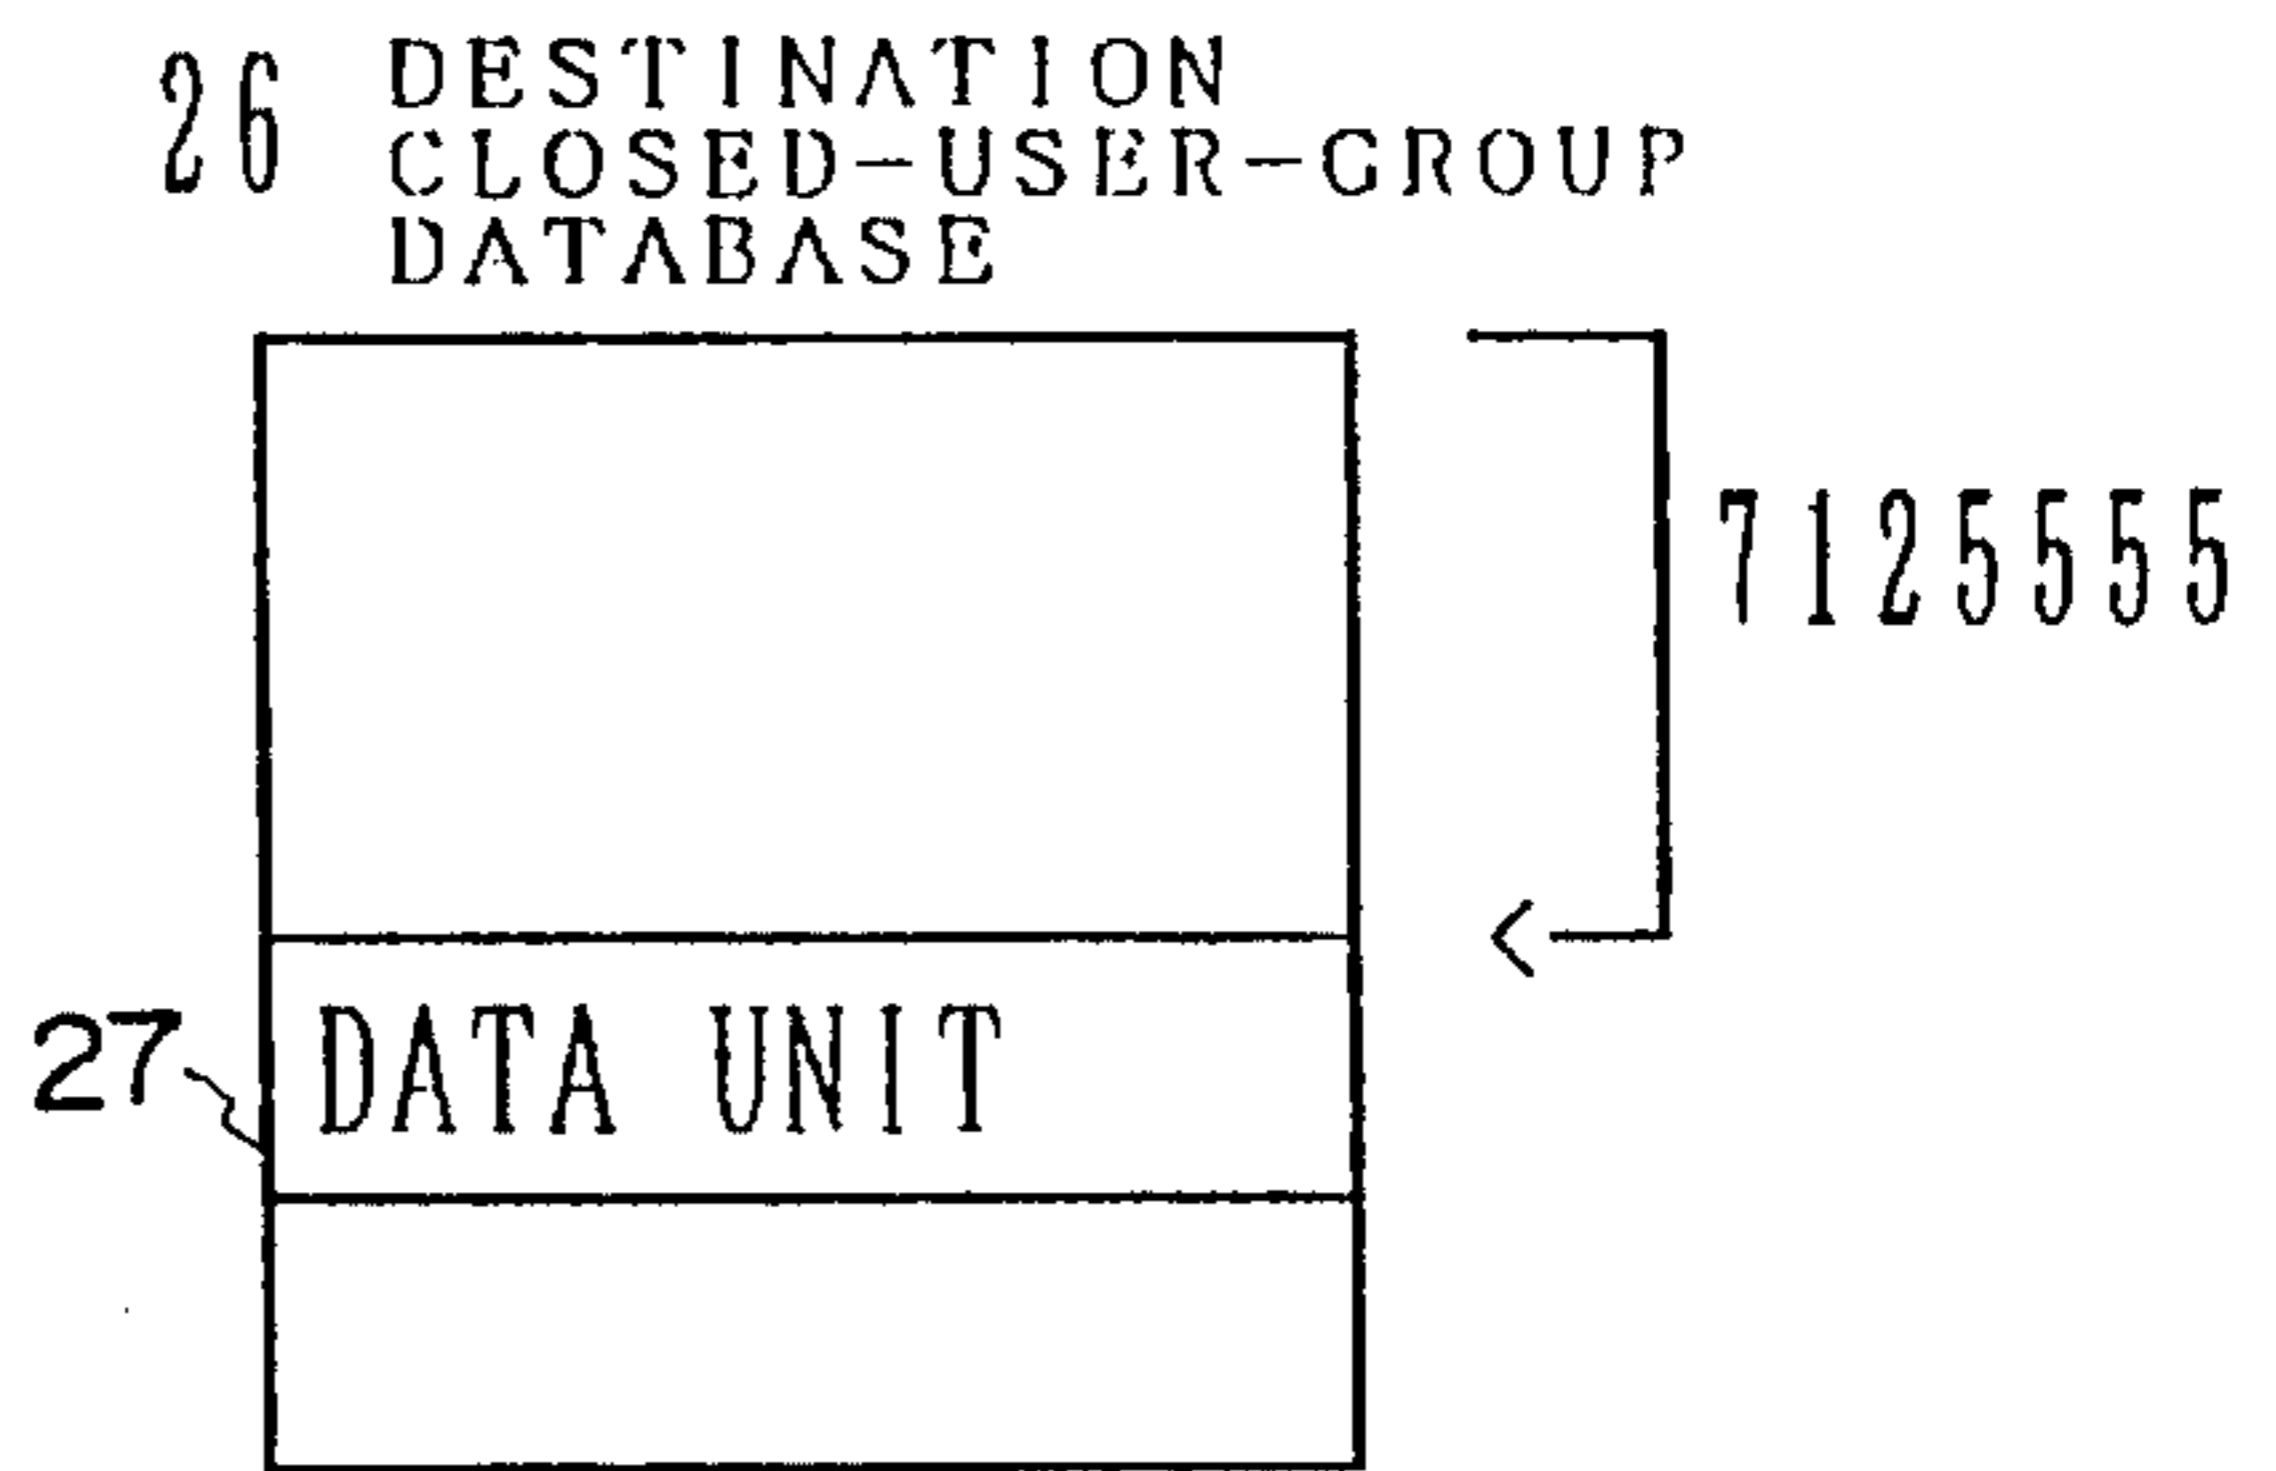 26 DESTINATION
CLOSED-USER-GROUP
DATABASE
7125555
27 DATA UNIT